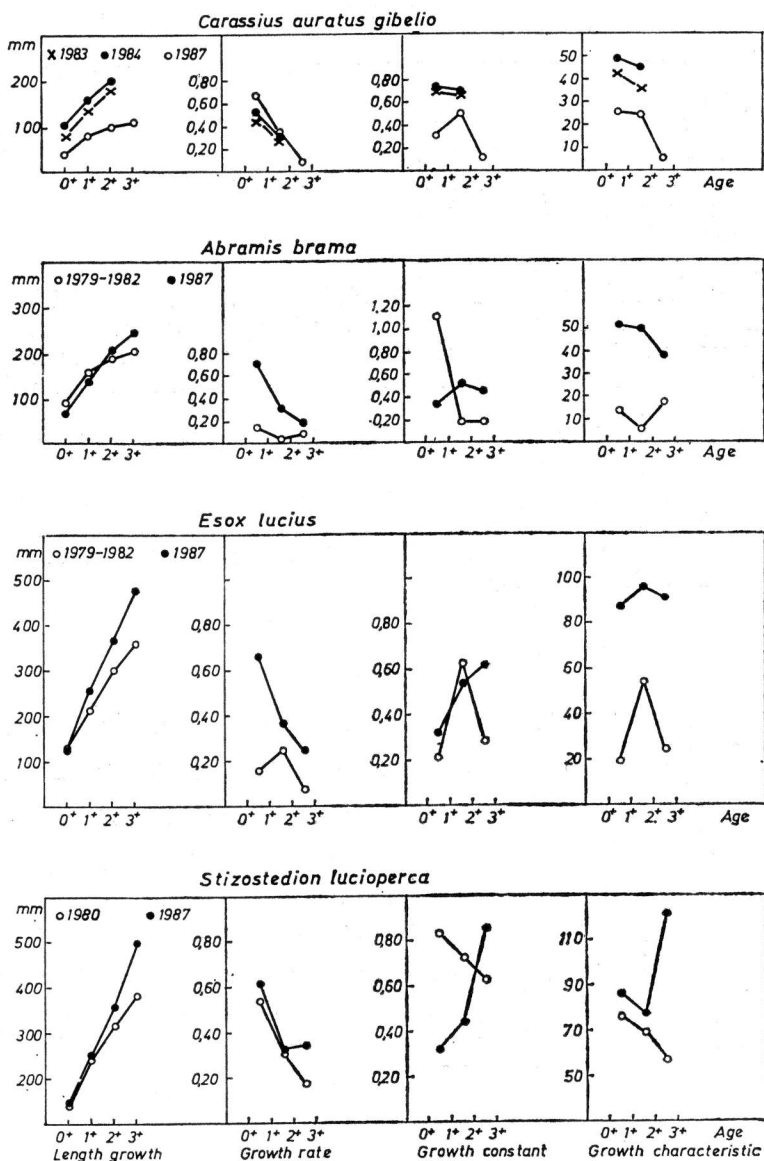 Carassius auratus gibelio
mm
×1983 ●1984 ○1987
200
100
0,80
0,60
0,40
0,20
0,80
0,60
0,40
0,20
50
40
30
20
10
0+ 1+ 2+ 3+
0+ 1+ 2+ 3+
0+ 1+ 2+ 3+
0+ 1+ 2+ 3+ Age
Abramis brama
mm
○1979-1982 ●1987
300
200
100
0,80
0,60
0,40
0,20
1,20
1,00
0,80
0,60
0,40
-0,20
50
40
30
20
10
0+ 1+ 2+ 3+
0+ 1+ 2+ 3+
0+ 1+ 2+ 3+
0+ 1+ 2+ 3+ Age
Esox lucius
mm
○1979-1982 ●1987
500
400
300
200
100
0,80
0,60
0,40
0,20
0,80
0,60
0,40
0,20
100
80
60
40
20
0+ 1+ 2+ 3+
0+ 1+ 2+ 3+
0+ 1+ 2+ 3+
0+ 1+ 2+ 3+ Age
Stizostedion lucioperca
mm
○1980 ●1987
500
400
300
200
0,80
0,60
0,40
0,20
0,80
0,60
0,40
0,20
110
90
70
50
0+ 1+ 2+ 3+
0+ 1+ 2+ 3+
0+ 1+ 2+ 3+
0+ 1+ 2+ 3+ Age
Length growth
Growth rate
Growth constant
Growth characteristic